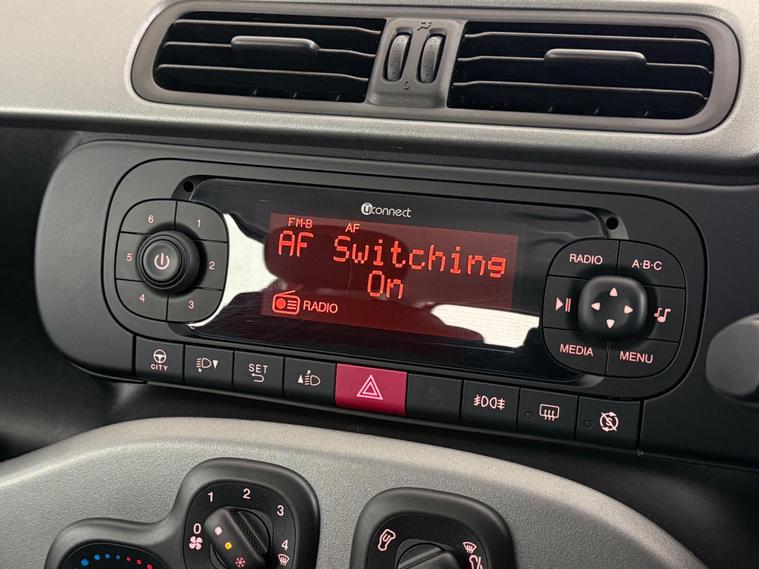 Uconnect
FM-B AF
AF Switching
On
RADIO
6 1
5 2
4 3
RADIO A·B·C
MEDIA MENU
CITY
SET
0 1 2 3 4